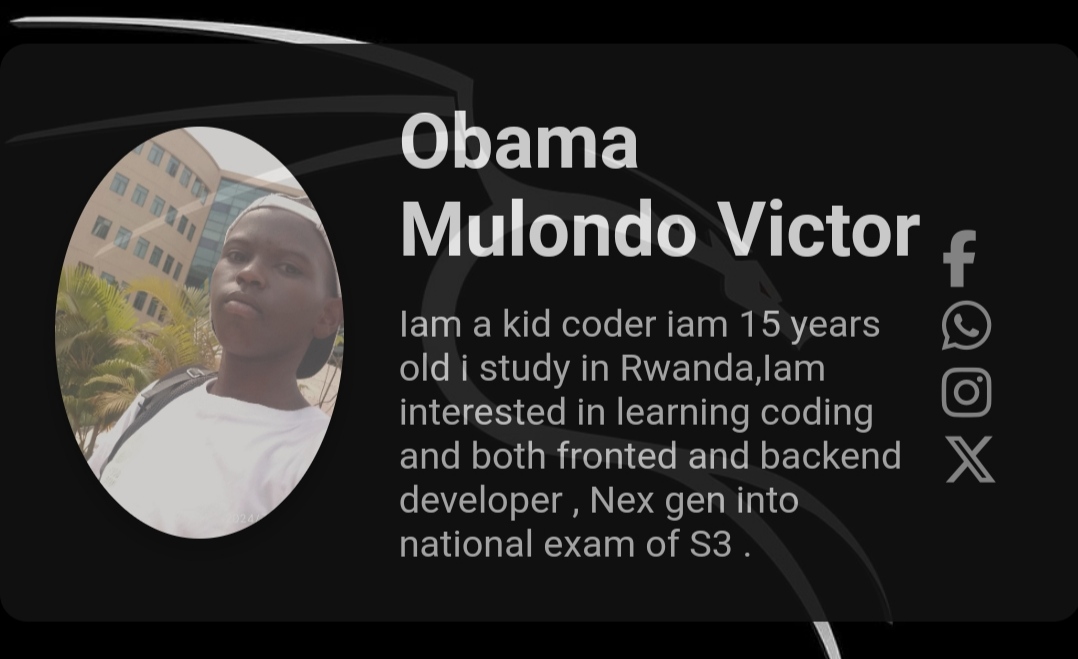 Obama
Mulondo Victor
Iam a kid coder iam 15 years
old i study in Rwanda,Iam
interested in learning coding
and both fronted and backend
developer , Nex gen into
national exam of S3 .